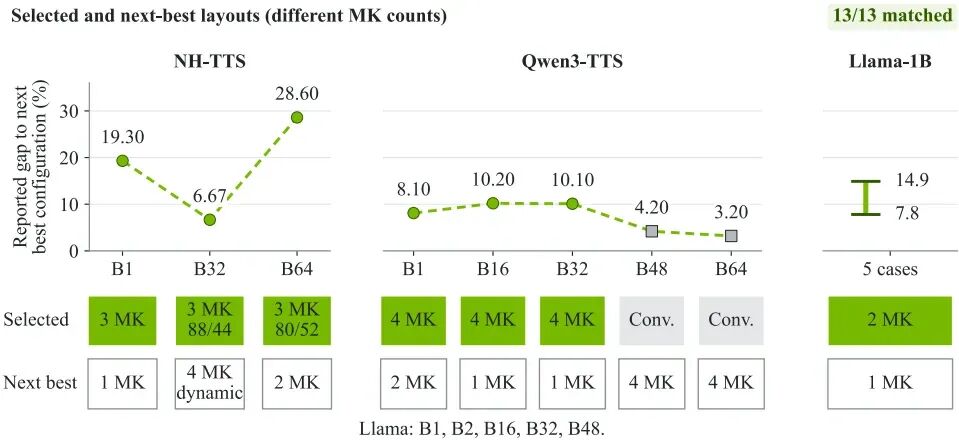 Selected and next-best layouts (different MK counts)
13/13 matched
NH-TTS
Qwen3-TTS
Llama-1B
Reported gap to next
best configuration (%)
30
20
10
0
19.30
6.67
28.60
8.10
10.20
10.10
4.20
3.20
14.9
7.8
B1
B32
B64
B1
B16
B32
B48
B64
5 cases
Selected
3 MK
3 MK
88/44
3 MK
80/52
4 MK
4 MK
4 MK
Conv.
Conv.
2 MK
Next best
1 MK
4 MK
dynamic
2 MK
2 MK
1 MK
1 MK
4 MK
4 MK
1 MK
Llama: B1, B2, B16, B32, B48.